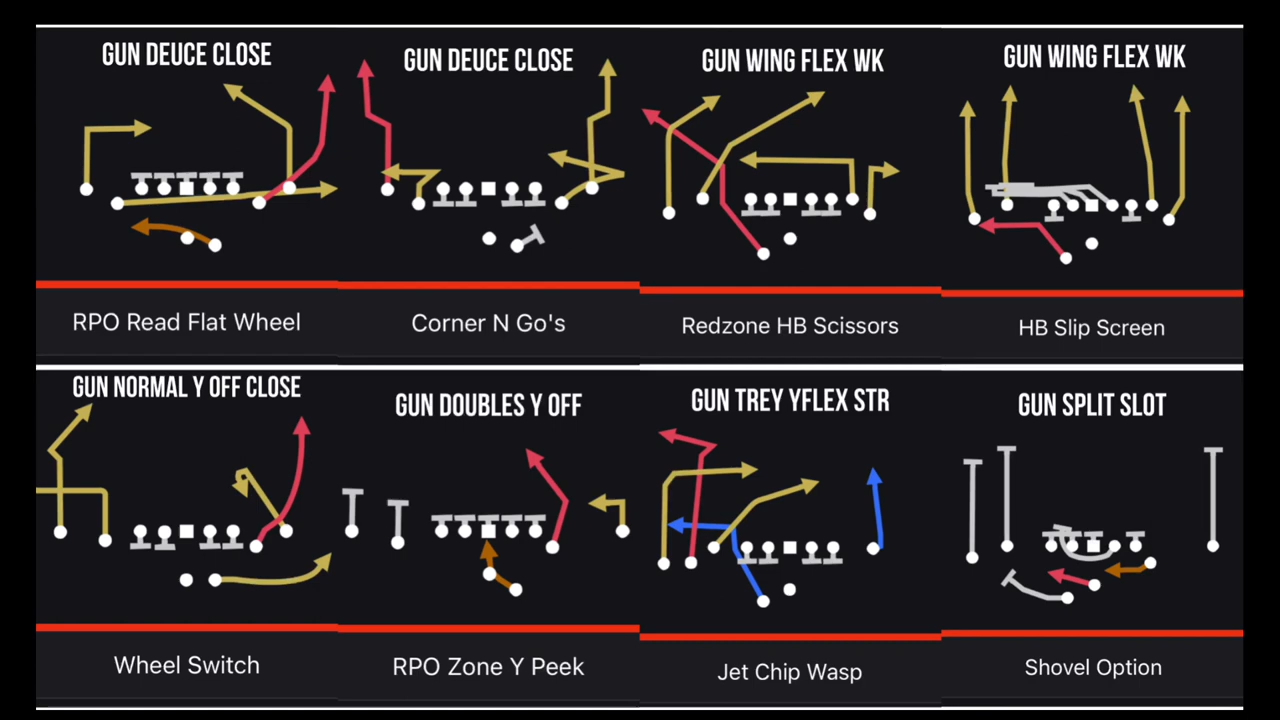 GUN DEUCE CLOSE
GUN DEUCE CLOSE
GUN WING FLEX WK
GUN WING FLEX WK
RPO Read Flat Wheel
Corner N Go's
Redzone HB Scissors
HB Slip Screen
GUN NORMAL Y OFF CLOSE
GUN DOUBLES Y OFF
GUN TREY YFLEX STR
GUN SPLIT SLOT
Wheel Switch
RPO Zone Y Peek
Jet Chip Wasp
Shovel Option